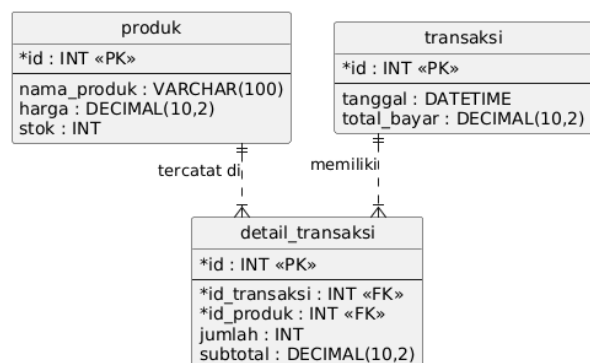 produk
*id : INT «PK»
nama_produk : VARCHAR(100)
harga : DECIMAL(10,2)
stok : INT
transaksi
*id : INT «PK»
tanggal : DATETIME
total_bayar : DECIMAL(10,2)
tercatat di
memiliki
detail_transaksi
*id : INT «PK»
*id_transaksi : INT «FK»
*id_produk : INT «FK»
jumlah : INT
subtotal : DECIMAL(10,2)